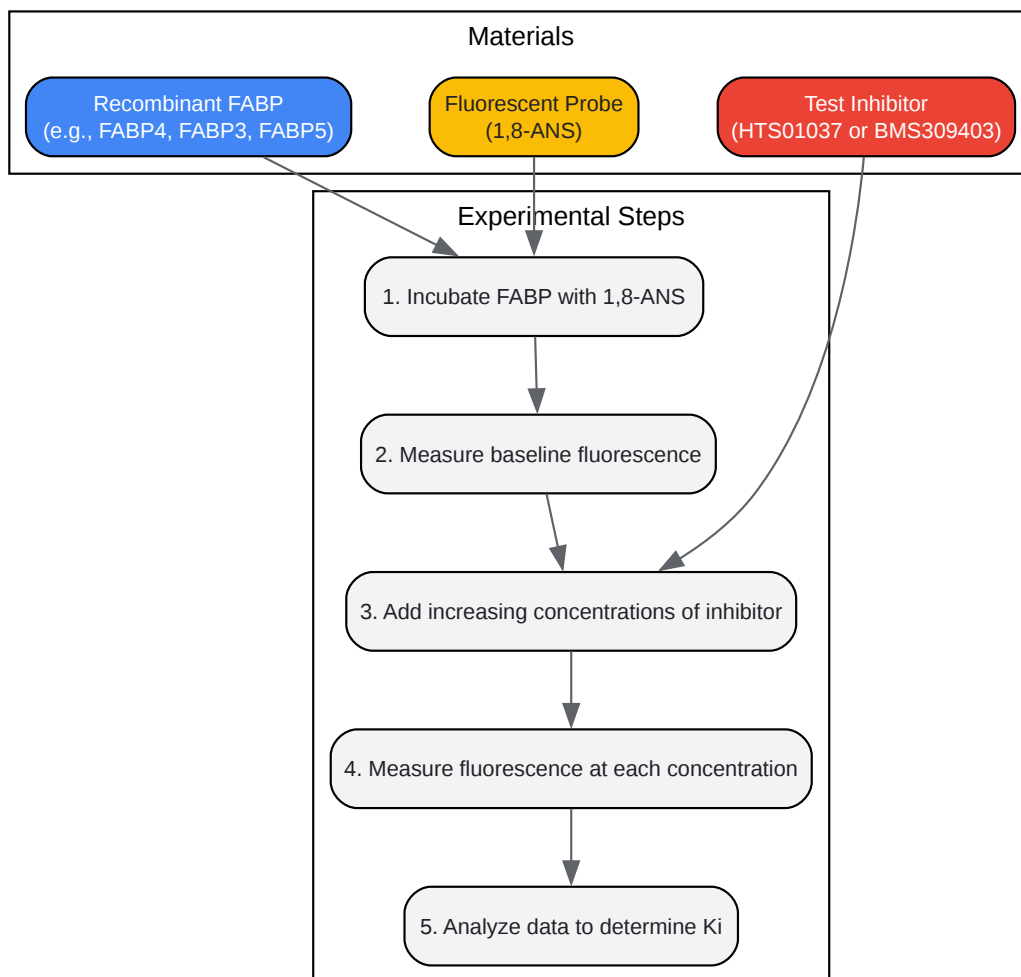 Materials
Recombinant FABP
(e.g., FABP4, FABP3, FABP5)
Fluorescent Probe
(1,8-ANS)
Test Inhibitor
(HTS01037 or BMS309403)
Experimental Steps
1. Incubate FABP with 1,8-ANS
2. Measure baseline fluorescence
3. Add increasing concentrations of inhibitor
4. Measure fluorescence at each concentration
5. Analyze data to determine Ki